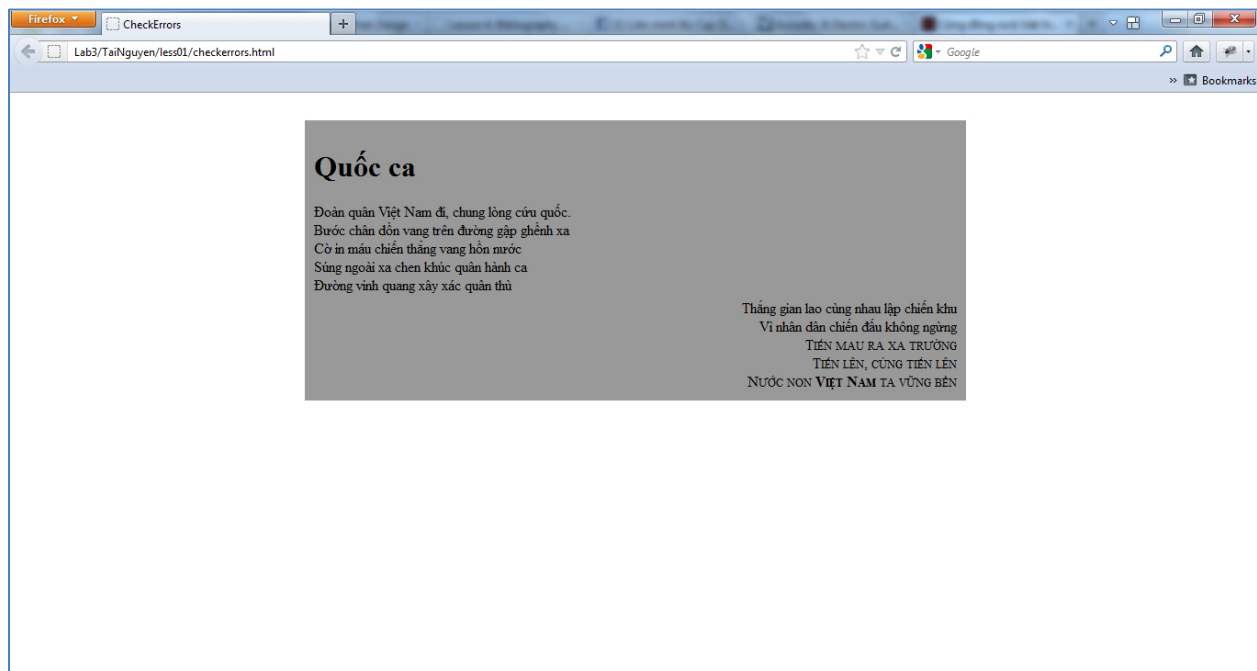 Firefox
CheckErrors
Lab3/TaiNguyen/less01/checkerrors.html
Google
Bookmarks
Quốc ca
Đoàn quân Việt Nam đi, chung lòng cứu quốc.
Bước chân dồn vang trên đường gập ghềnh xa
Cờ in máu chiến thắng vang hồn nước
Súng ngoài xa chen khúc quân hành ca
Đường vinh quang xây xác quân thù
Thắng gian lao cùng nhau lập chiến khu
Vì nhân dân chiến đấu không ngừng
Tiến mau ra xa trường
Tiến lên, cùng tiến lên
Nước non Việt Nam ta vững bền